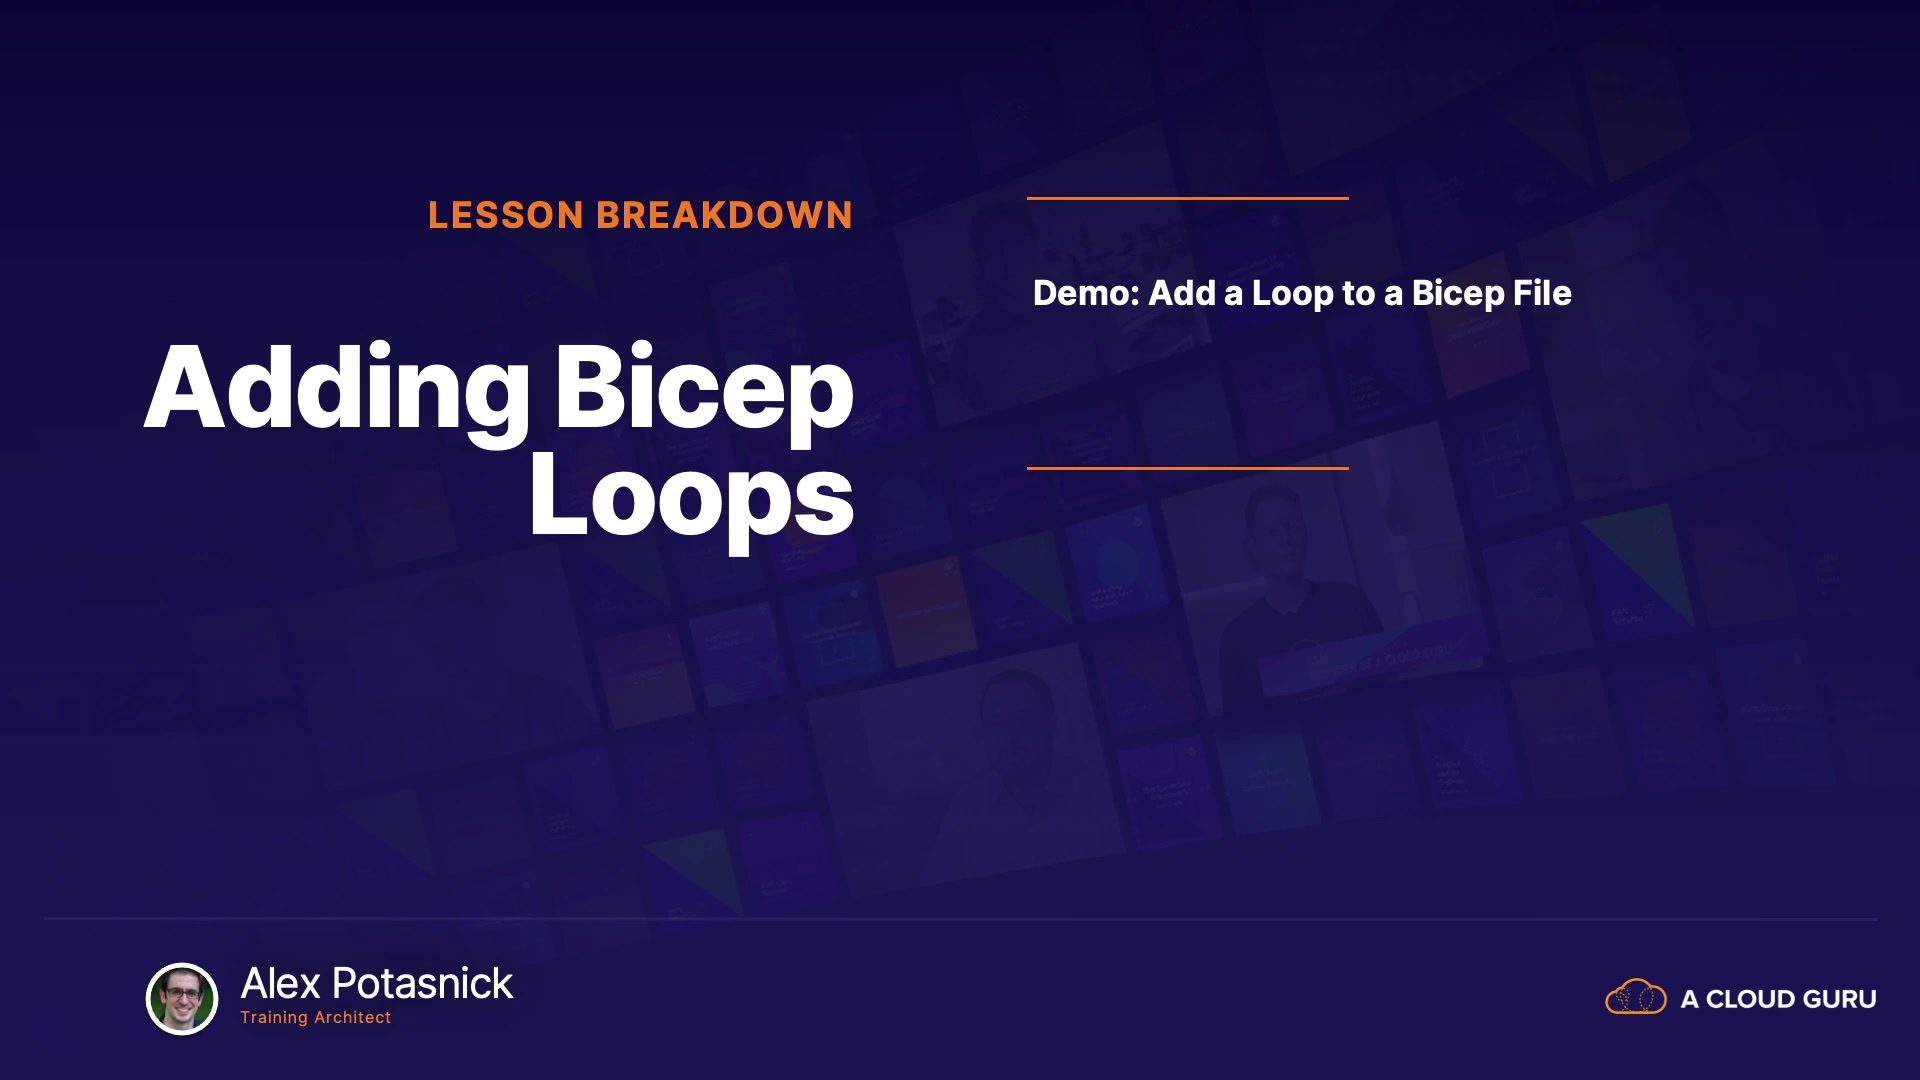 LESSON BREAKDOWN
Adding Bicep
Loops
Demo: Add a Loop to a Bicep File
Alex Potasnick
Training Architect
A CLOUD GURU